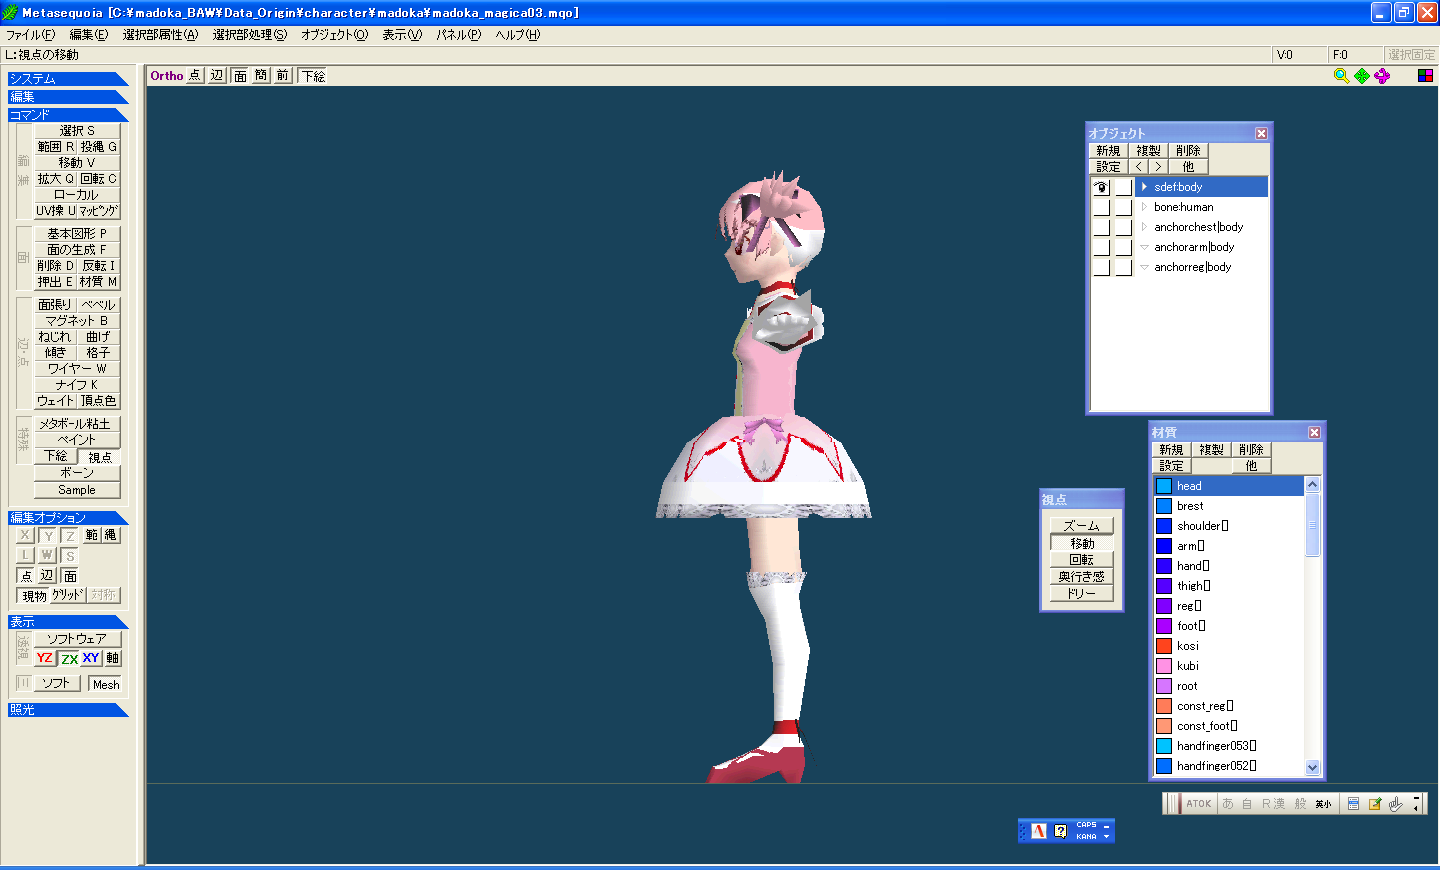 Metasequoia [C:¥madoka_BAW¥Data_Origin¥character¥madoka¥madoka_magica03.mqo]
ファイル(F) 編集(E) 選択部属性(A) 選択部処理(S) オブジェクト(O) 表示(V) パネル(P) ヘルプ(H)
L:視点の移動 V:0 F:0 選択固定
Ortho 点 辺 面 簡 前 下絵
システム
編集
コマンド
編集
選択 S
範囲 R 投縄 G
移動 V
拡大 Q 回転 C
ローカル
UV操 U マッピング
面
基本図形 P
面の生成 F
削除 D 反転 I
押出 E 材質 M
辺・点
面張り ベベル
マグネット B
ねじれ 曲げ
傾き 格子
ワイヤー W
ナイフ K
ウェイト 頂点色
特殊
メタボール粘土
ペイント
下絵 視点
ボーン
Sample
編集オプション
X Y Z 範 縄
L W S
点 辺 面
現物 グリッド 対称
表示
透視
ソフトウェア
YZ ZX XY 軸
ソフト Mesh
照光
オブジェクト
新規 複製 削除
設定 < > 他
sdef:body
bone:human
anchorchest|body
anchorarm|body
anchorreg|body
材質
新規 複製 削除
設定 他
head
brest
shoulder[]
arm[]
hand[]
thigh[]
reg[]
foot[]
kosi
kubi
root
const_reg[]
const_foot[]
handfinger053[]
handfinger052[]
視点
ズーム
移動
回転
奥行き感
ドリー
ATOK あ 自 R漢 般 英小
A ? CAPS
KANA